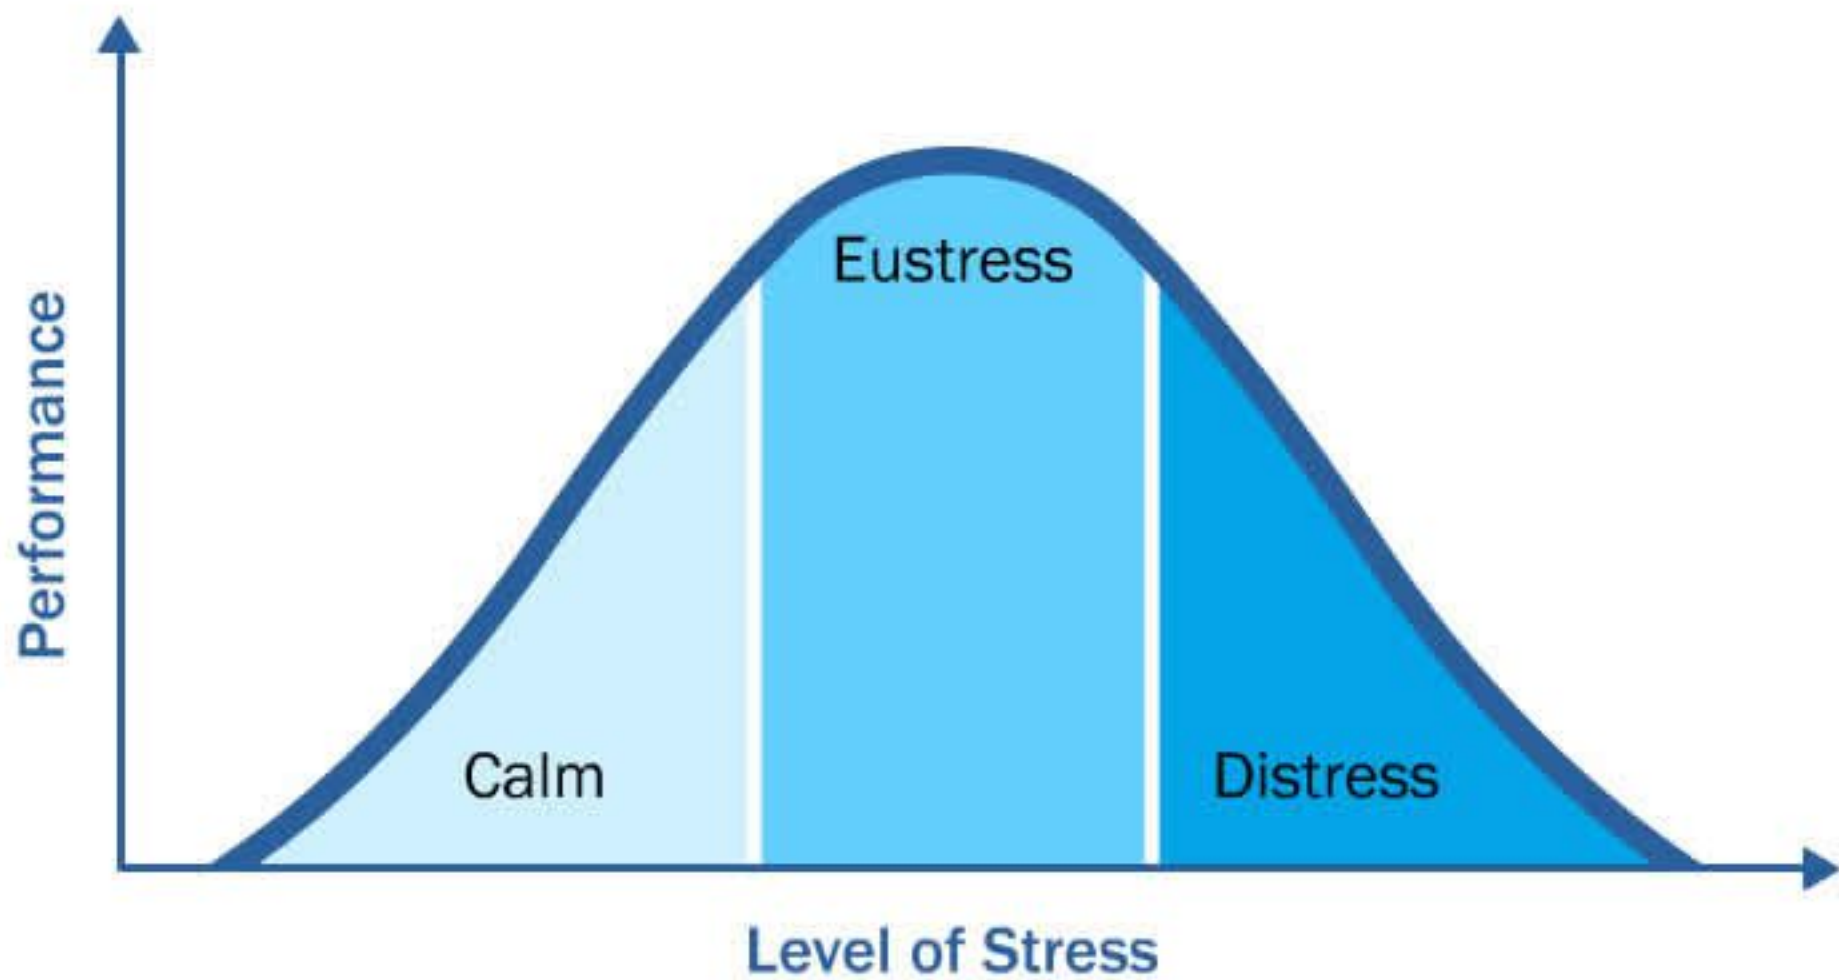 Performance
Eustress
Calm
Distress
Level of Stress